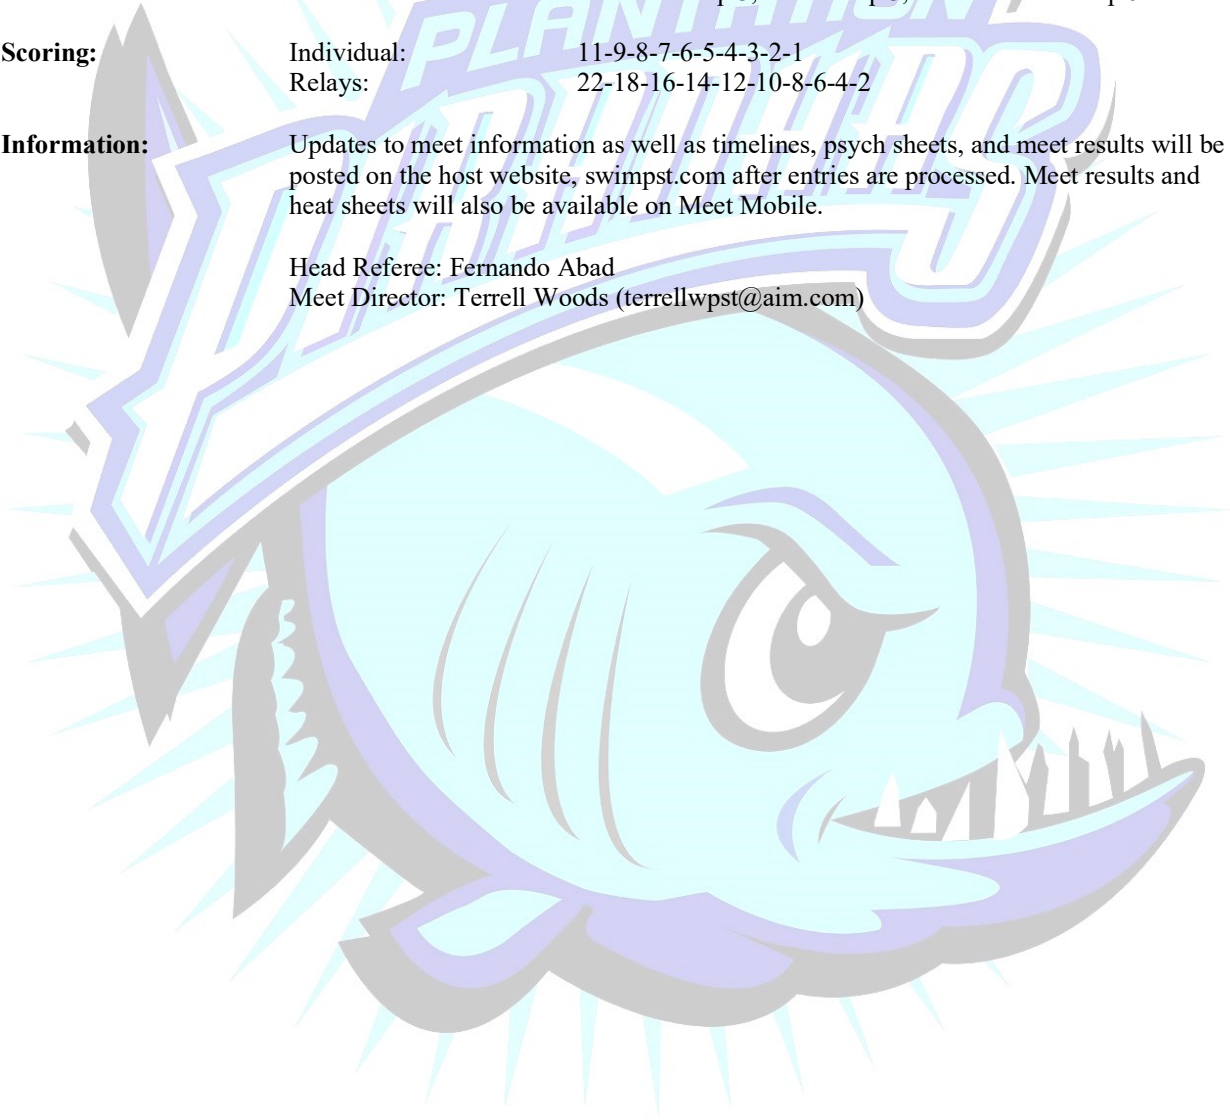 PLANTATION
PIRANHAS
Scoring: Individual: 11-9-8-7-6-5-4-3-2-1
Relays: 22-18-16-14-12-10-8-6-4-2
Information: Updates to meet information as well as timelines, psych sheets, and meet results will be
posted on the host website, swimpst.com after entries are processed. Meet results and
heat sheets will also be available on Meet Mobile.
Head Referee: Fernando Abad
Meet Director: Terrell Woods (terrellwpst@aim.com)